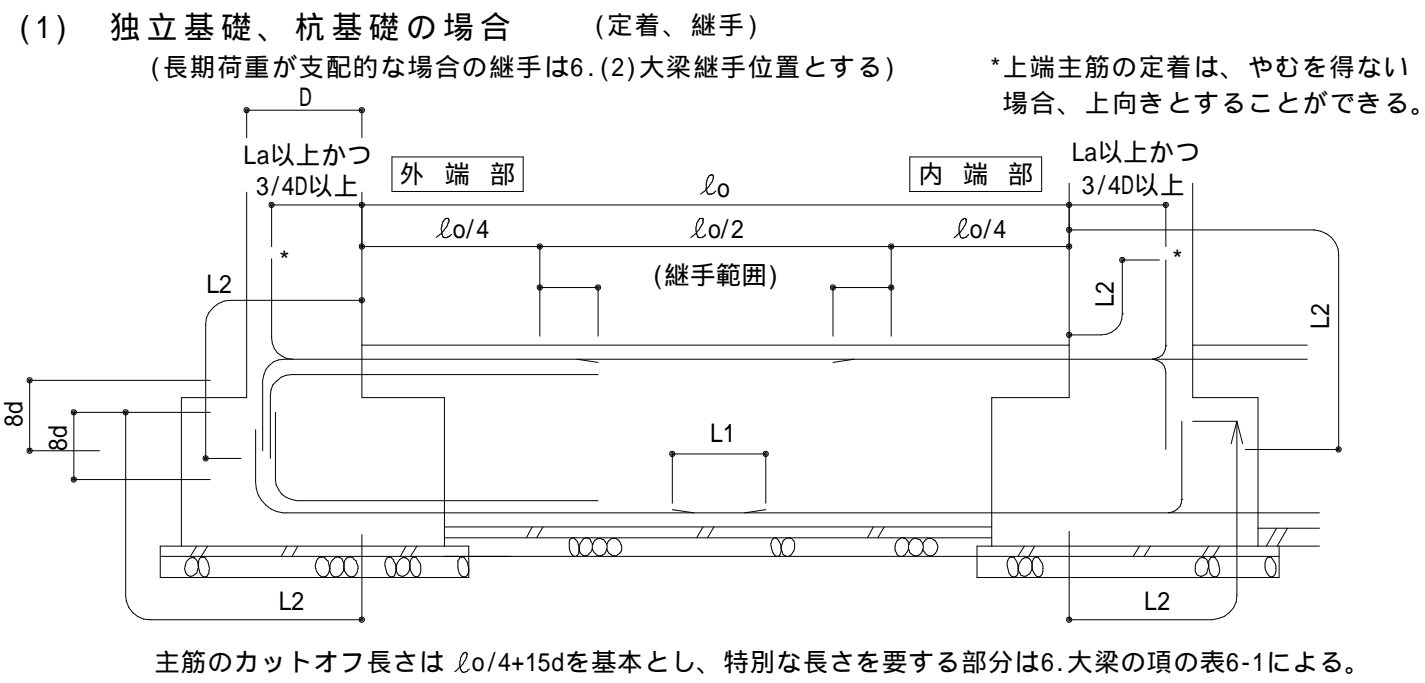 (1) 独立基礎、杭基礎の場合 (定着、継手)
(長期荷重が支配的な場合の継手は6.(2)大梁継手位置とする)
*上端主筋の定着は、やむを得ない
場合、上向きとすることができる。
D
La以上かつ
3/4D以上
外端部
ℓo
内端部
La以上かつ
3/4D以上
ℓo/4
ℓo/2
ℓo/4
*
(継手範囲)
*
L2
L2
L2
8d
8d
L1
L2
L2
主筋のカットオフ長さは ℓo/4+15dを基本とし、特別な長さを要する部分は6.大梁の項の表6-1による。